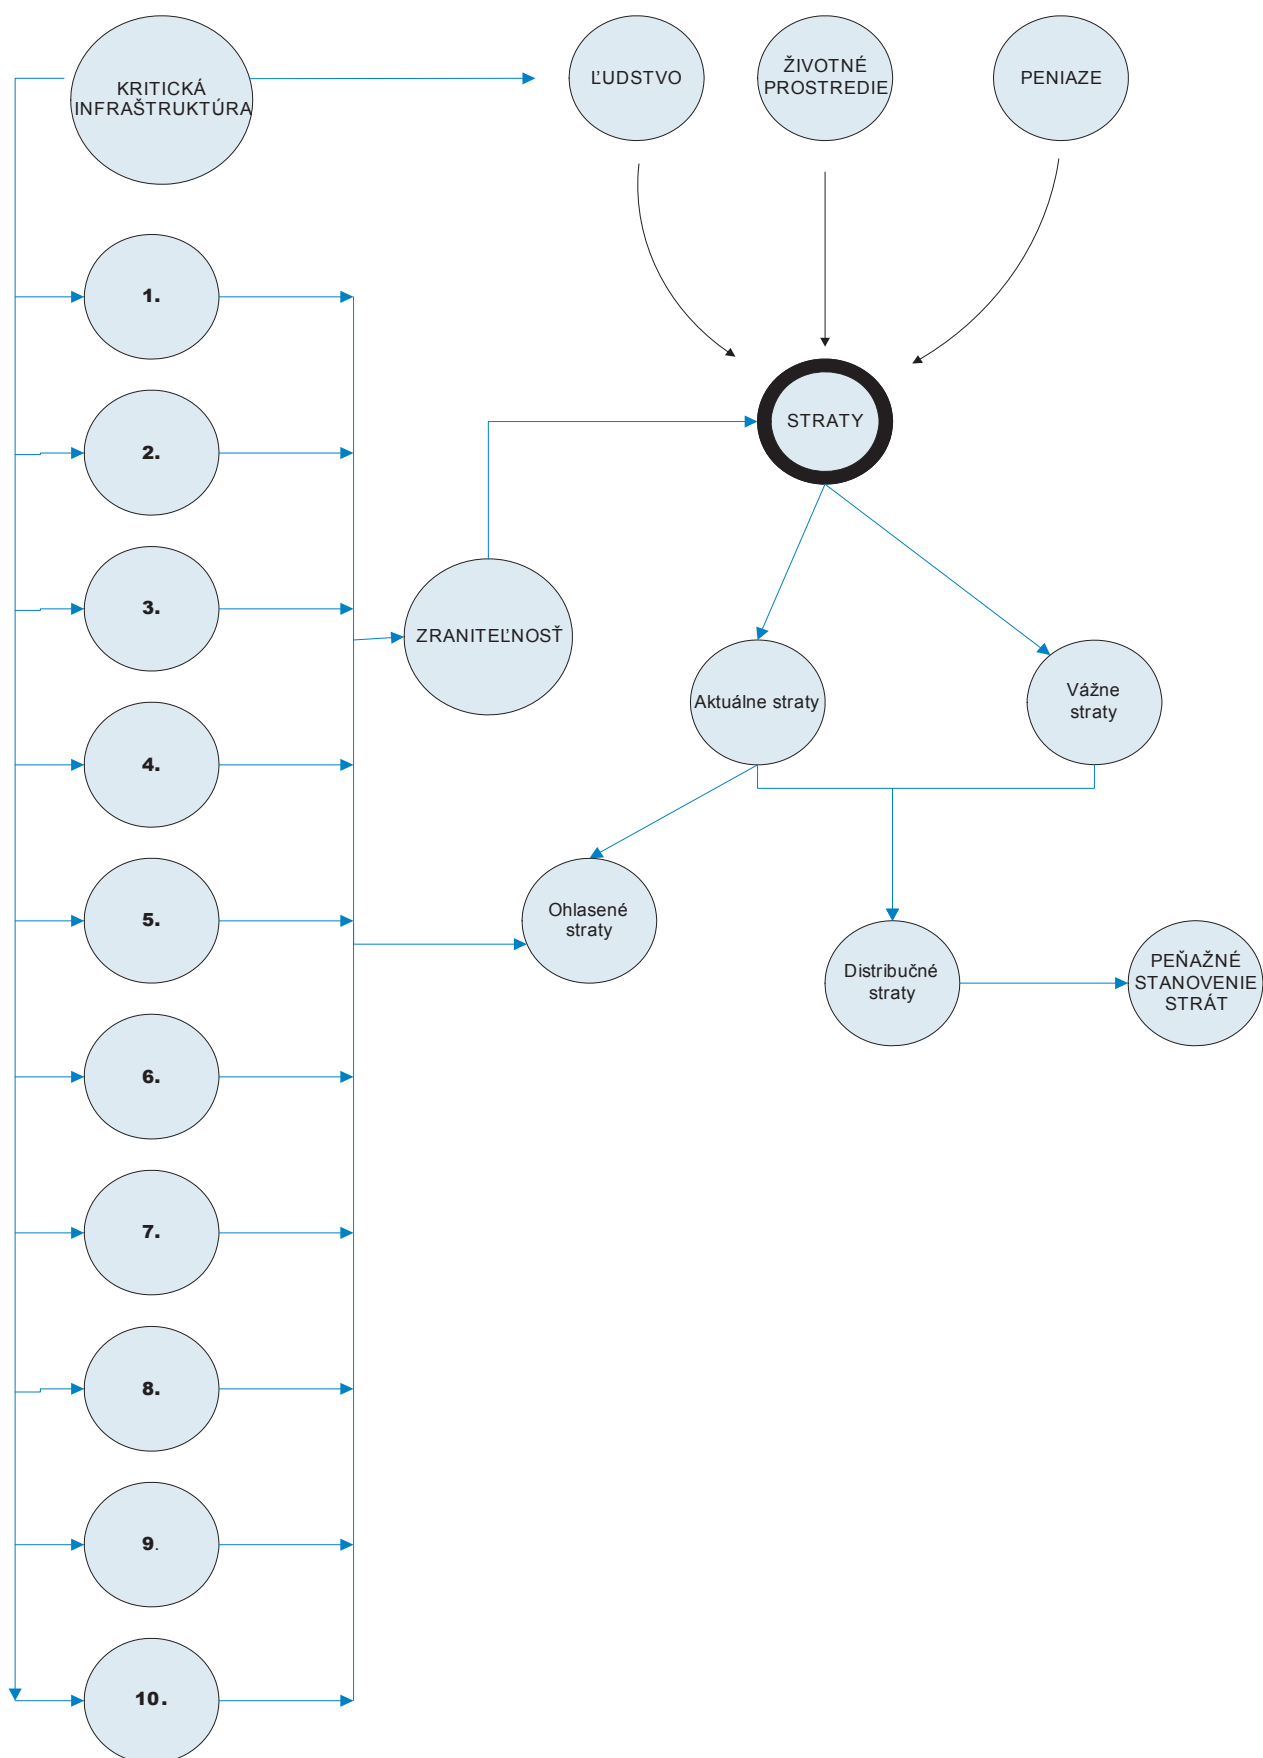 KRITICKÁ
INFRAŠTRUKTÚRA
ĽUDSTVO
ŽIVOTNÉ
PROSTREDIE
PENIAZE
1.
2.
STRATY
3.
ZRANITEĽNOSŤ
Aktuálne straty
Vážne
straty
4.
5.
Ohlasené
straty
Distribučné
straty
PEŇAŽNÉ
STANOVENIE
STRÁT
6.
7.
8.
9.
10.